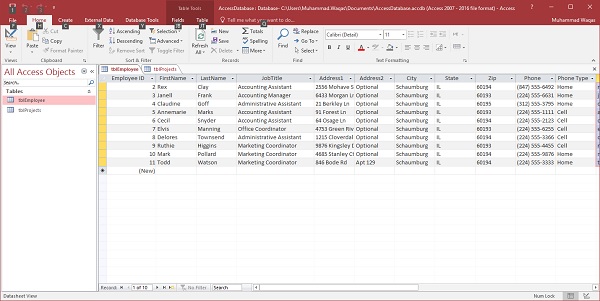 Table Tools
AccessDatabase : Database- C:\Users\Muhammad.Waqas\Documents\AccessDatabase.accdb (Access 2007 - 2016 file format) - Access
Muhammad Waqas
File Home Create External Data Database Tools Fields Table Tell me what you want to do...
F H C X Y
View Paste Filter Ascending Descending Remove Sort Selection Advanced Toggle Filter Refresh All New Save Delete Totals Spelling More Find Replace Go To Select Calibri (Detail) 11
Views Clipboard Sort & Filter Records Find Text Formatting
All Access Objects
Search...
Tables
tblEmployee
tblProjects
tblEmployee tblProjects
Employee ID FirstName LastName JobTitle Address1 Address2 City State Zip Phone Phone Type
2 Rex Clay Accounting Assistant 2556 Mohave S Optional Schaumburg IL 60194 (847) 555-6492 Home
3 Janell Frank Accounting Manager 6433 Morgan L Optional Schaumburg IL 60193 (224) 555-6631 Home
4 Claudine Goff Administrative Assistant 21 Berkley Ln Optional Schaumburg IL 60195 (312) 555-3795 Home
5 Annemarie Marks Accounting Assistant 91 Forest Ln Optional Schaumburg IL 60193 (224) 555-1111 Cell
6 Cecil Snyder Accounting Assistant 64 Osage Ln Optional Schaumburg IL 60194 (224) 555-2123 Cell
7 Elvis Manning Office Coordinator 4753 Green Riv Optional Schaumburg IL 60193 (224) 555-6155 Cell
8 Delores Townsend Administrative Assistant 1215 Cloverdal Optional Schaumburg IL 60194 (224) 555-3366 Cell
9 Ruthie Higgins Marketing Coordinator 9876 Kingsley D Optional Schaumburg IL 60193 (224) 555-4455 Cell
10 Mark Pollard Marketing Coordinator 4685 Stanley Ct Optional Schaumburg IL 60194 (224) 555-9876 Home
11 Todd Watson Marketing Coordinator 846 Bode Rd Apt 129 Schaumburg IL 60194 (224) 555-3333 Home
(New)
Record: 1 of 10 No Filter Search
Datasheet View
Num Lock